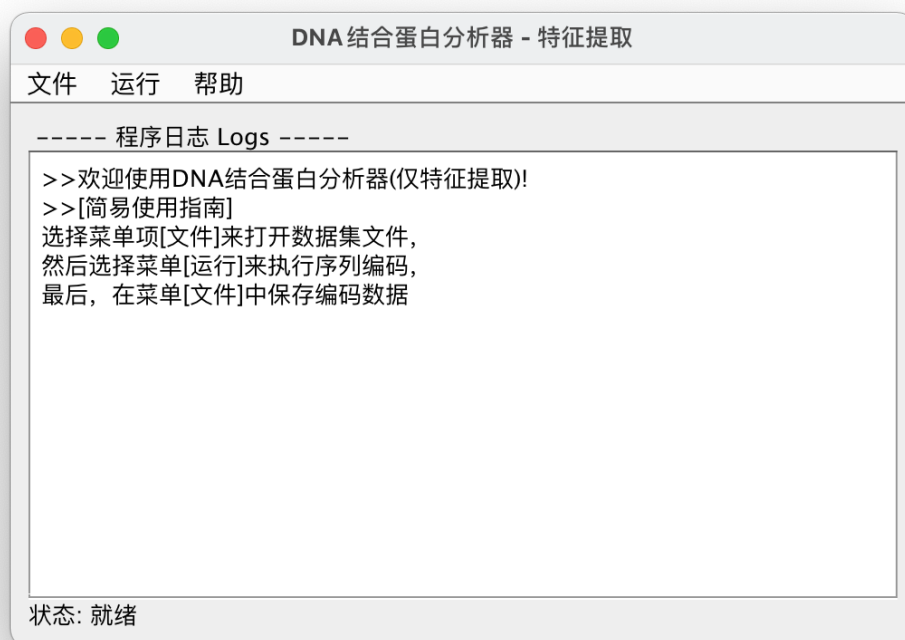 DNA结合蛋白分析器 - 特征提取
文件 运行 帮助
----- 程序日志 Logs -----
>>欢迎使用DNA结合蛋白分析器(仅特征提取)!
>>[简易使用指南]
选择菜单项[文件]来打开数据集文件，
然后选择菜单[运行]来执行序列编码，
最后，在菜单[文件]中保存编码数据
状态: 就绪